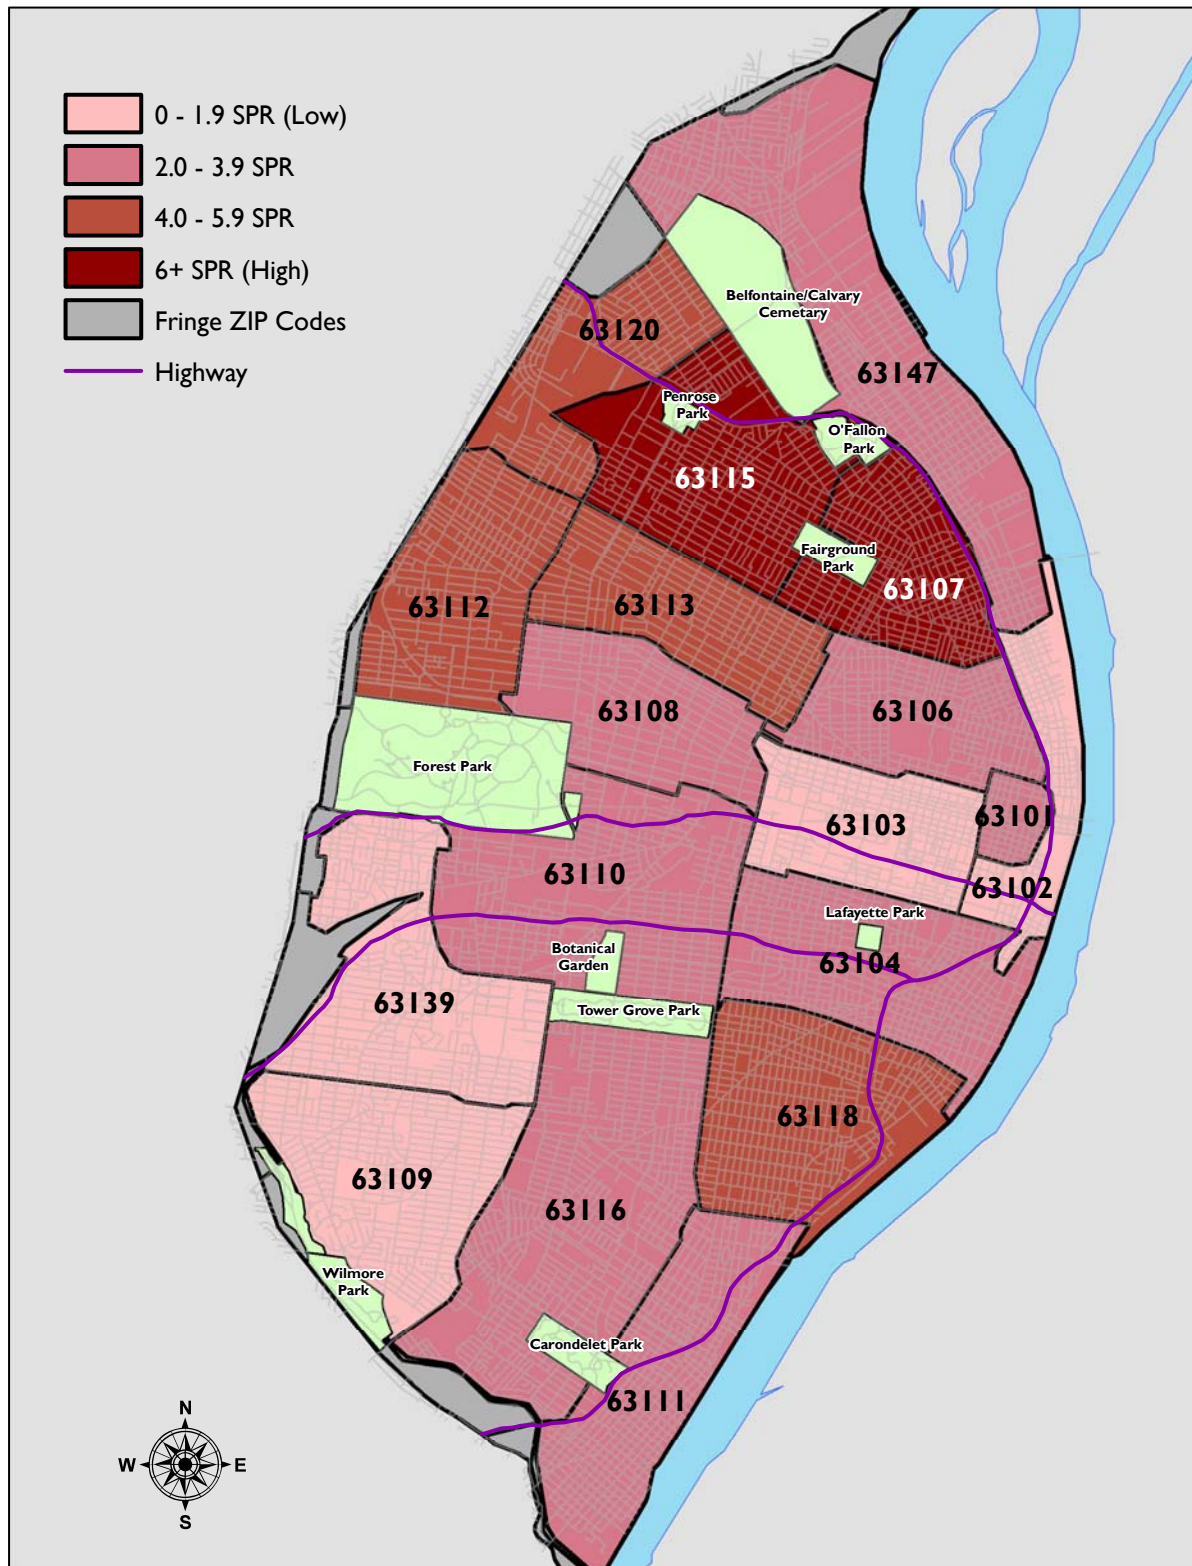 0 - 1.9 SPR (Low)
2.0 - 3.9 SPR
4.0 - 5.9 SPR
6+ SPR (High)
Fringe ZIP Codes
Highway
Belfontaine/Calvary
Cemetary
63120
63147
Penrose
Park
O'Fallon
Park
63115
Fairground
Park
63107
63112
63113
63108
63106
Forest Park
63101
63103
63110
63102
Lafayette Park
Botanical
Garden
63104
63139
Tower Grove Park
63118
63109
63116
Wilmore
Park
Carondelet Park
63111
N
W E
S